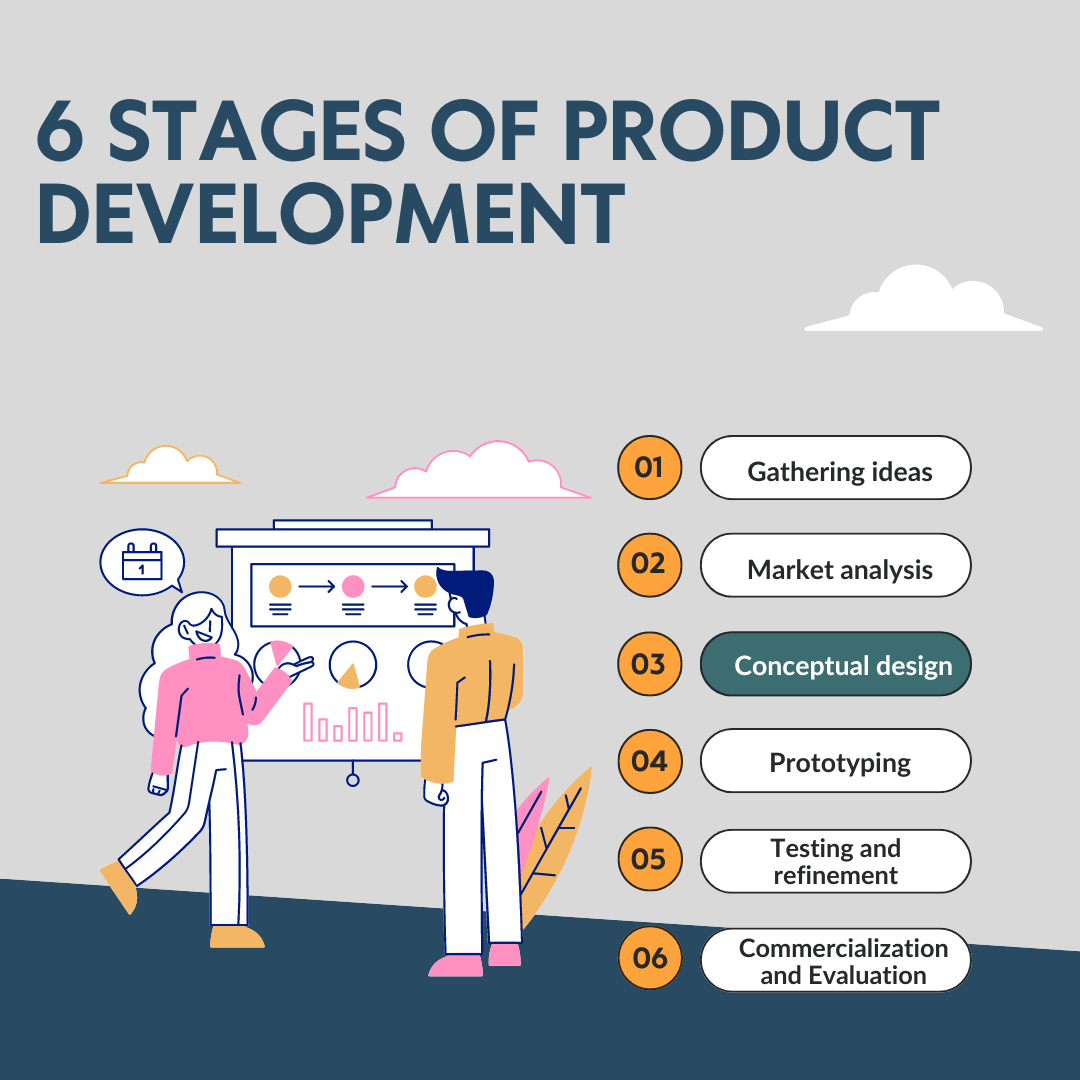 6 STAGES OF PRODUCT
DEVELOPMENT
1
01
Gathering ideas
02
Market analysis
03
Conceptual design
04
Prototyping
05
Testing and
refinement
06
Commercialization
and Evaluation